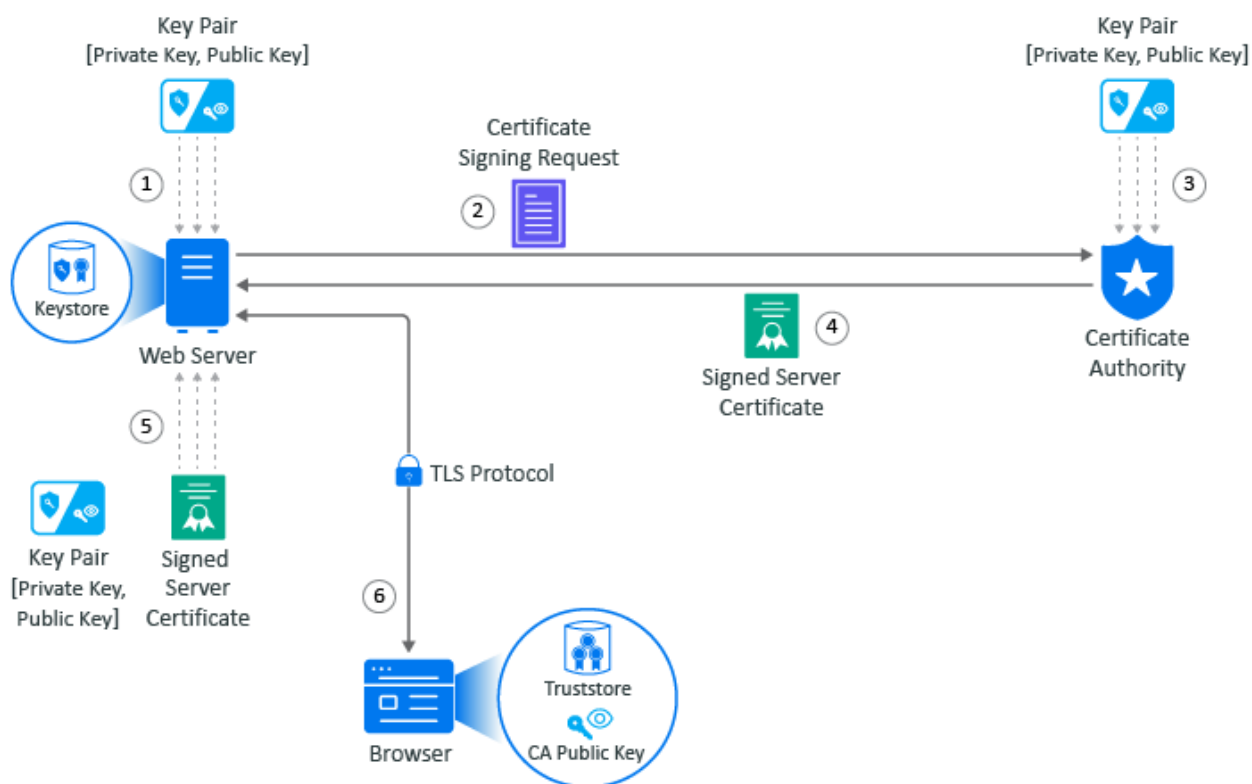 Key Pair
[Private Key, Public Key]
Key Pair
[Private Key, Public Key]
Certificate
Signing Request
1
2
3
Keystore
Web Server
4
Signed Server
Certificate
Certificate
Authority
5
TLS Protocol
Key Pair
[Private Key,
Public Key]
Signed
Server
Certificate
6
Truststore
CA Public Key
Browser